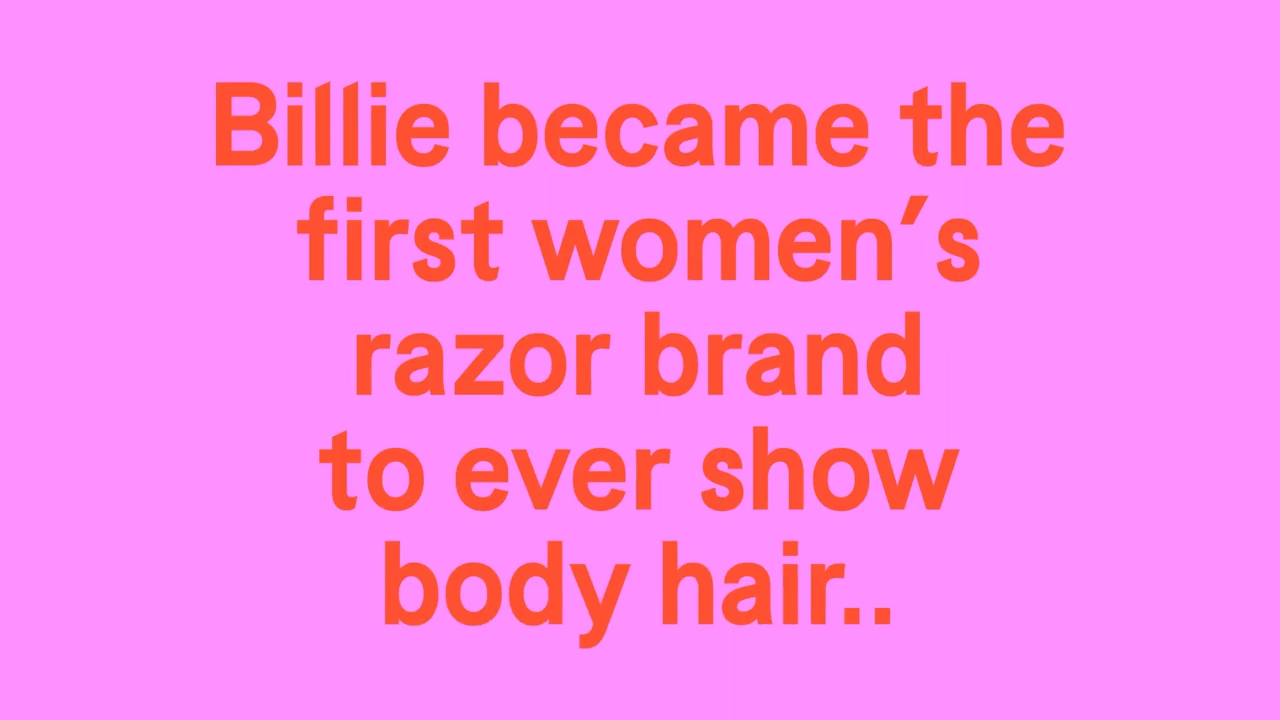 Billie became the
first women’s
razor brand
to ever show
body hair..